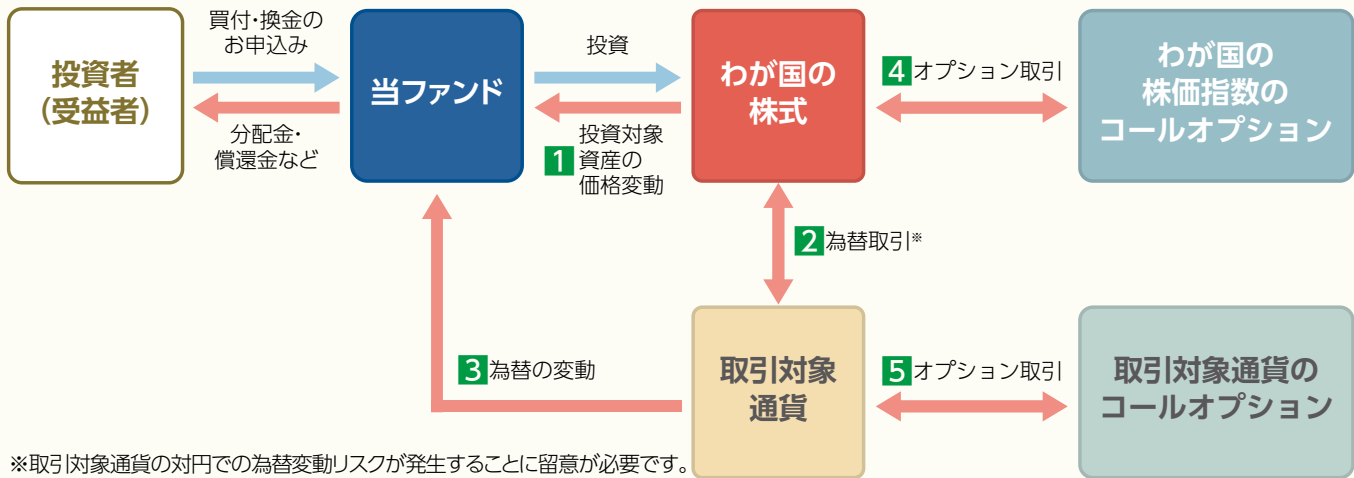 投資者
(受益者)
買付・換金の
お申込み
分配金・
償還金など
当ファンド
投資
1 投資対象
資産の
価格変動
わが国の
株式
4 オプション取引
わが国の
株価指数の
コールオプション
2 為替取引※
3 為替の変動
取引対象
通貨
5 オプション取引
取引対象通貨の
コールオプション
※取引対象通貨の対円での為替変動リスクが発生することに留意が必要です。